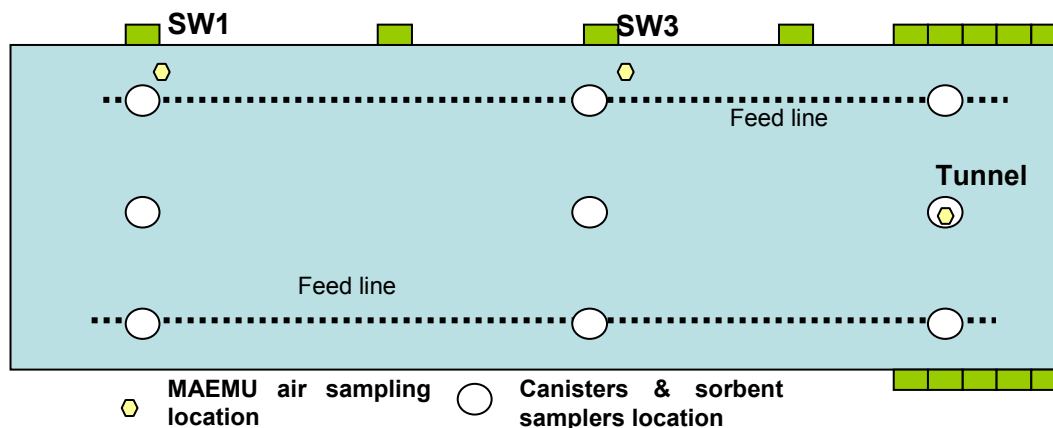 SW1
SW3
Feed line
Tunnel
Feed line
MAEMU air sampling
location
Canisters & sorbent
samplers location